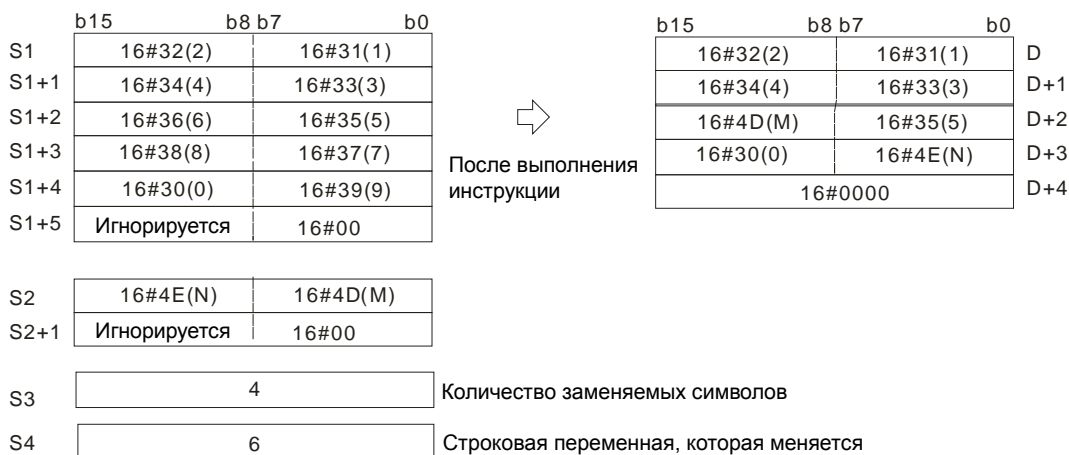 b15 b8 b7 b0
S1 16#32(2) 16#31(1)
S1+1 16#34(4) 16#33(3)
S1+2 16#36(6) 16#35(5)
S1+3 16#38(8) 16#37(7)
S1+4 16#30(0) 16#39(9)
S1+5 Игнорируется 16#00
После выполнения
инструкции
b15 b8 b7 b0
16#32(2) 16#31(1) D
16#34(4) 16#33(3) D+1
16#4D(M) 16#35(5) D+2
16#30(0) 16#4E(N) D+3
16#0000 D+4
S2 16#4E(N) 16#4D(M)
S2+1 Игнорируется 16#00
S3 4 Количество заменяемых символов
S4 6 Строковая переменная, которая меняется